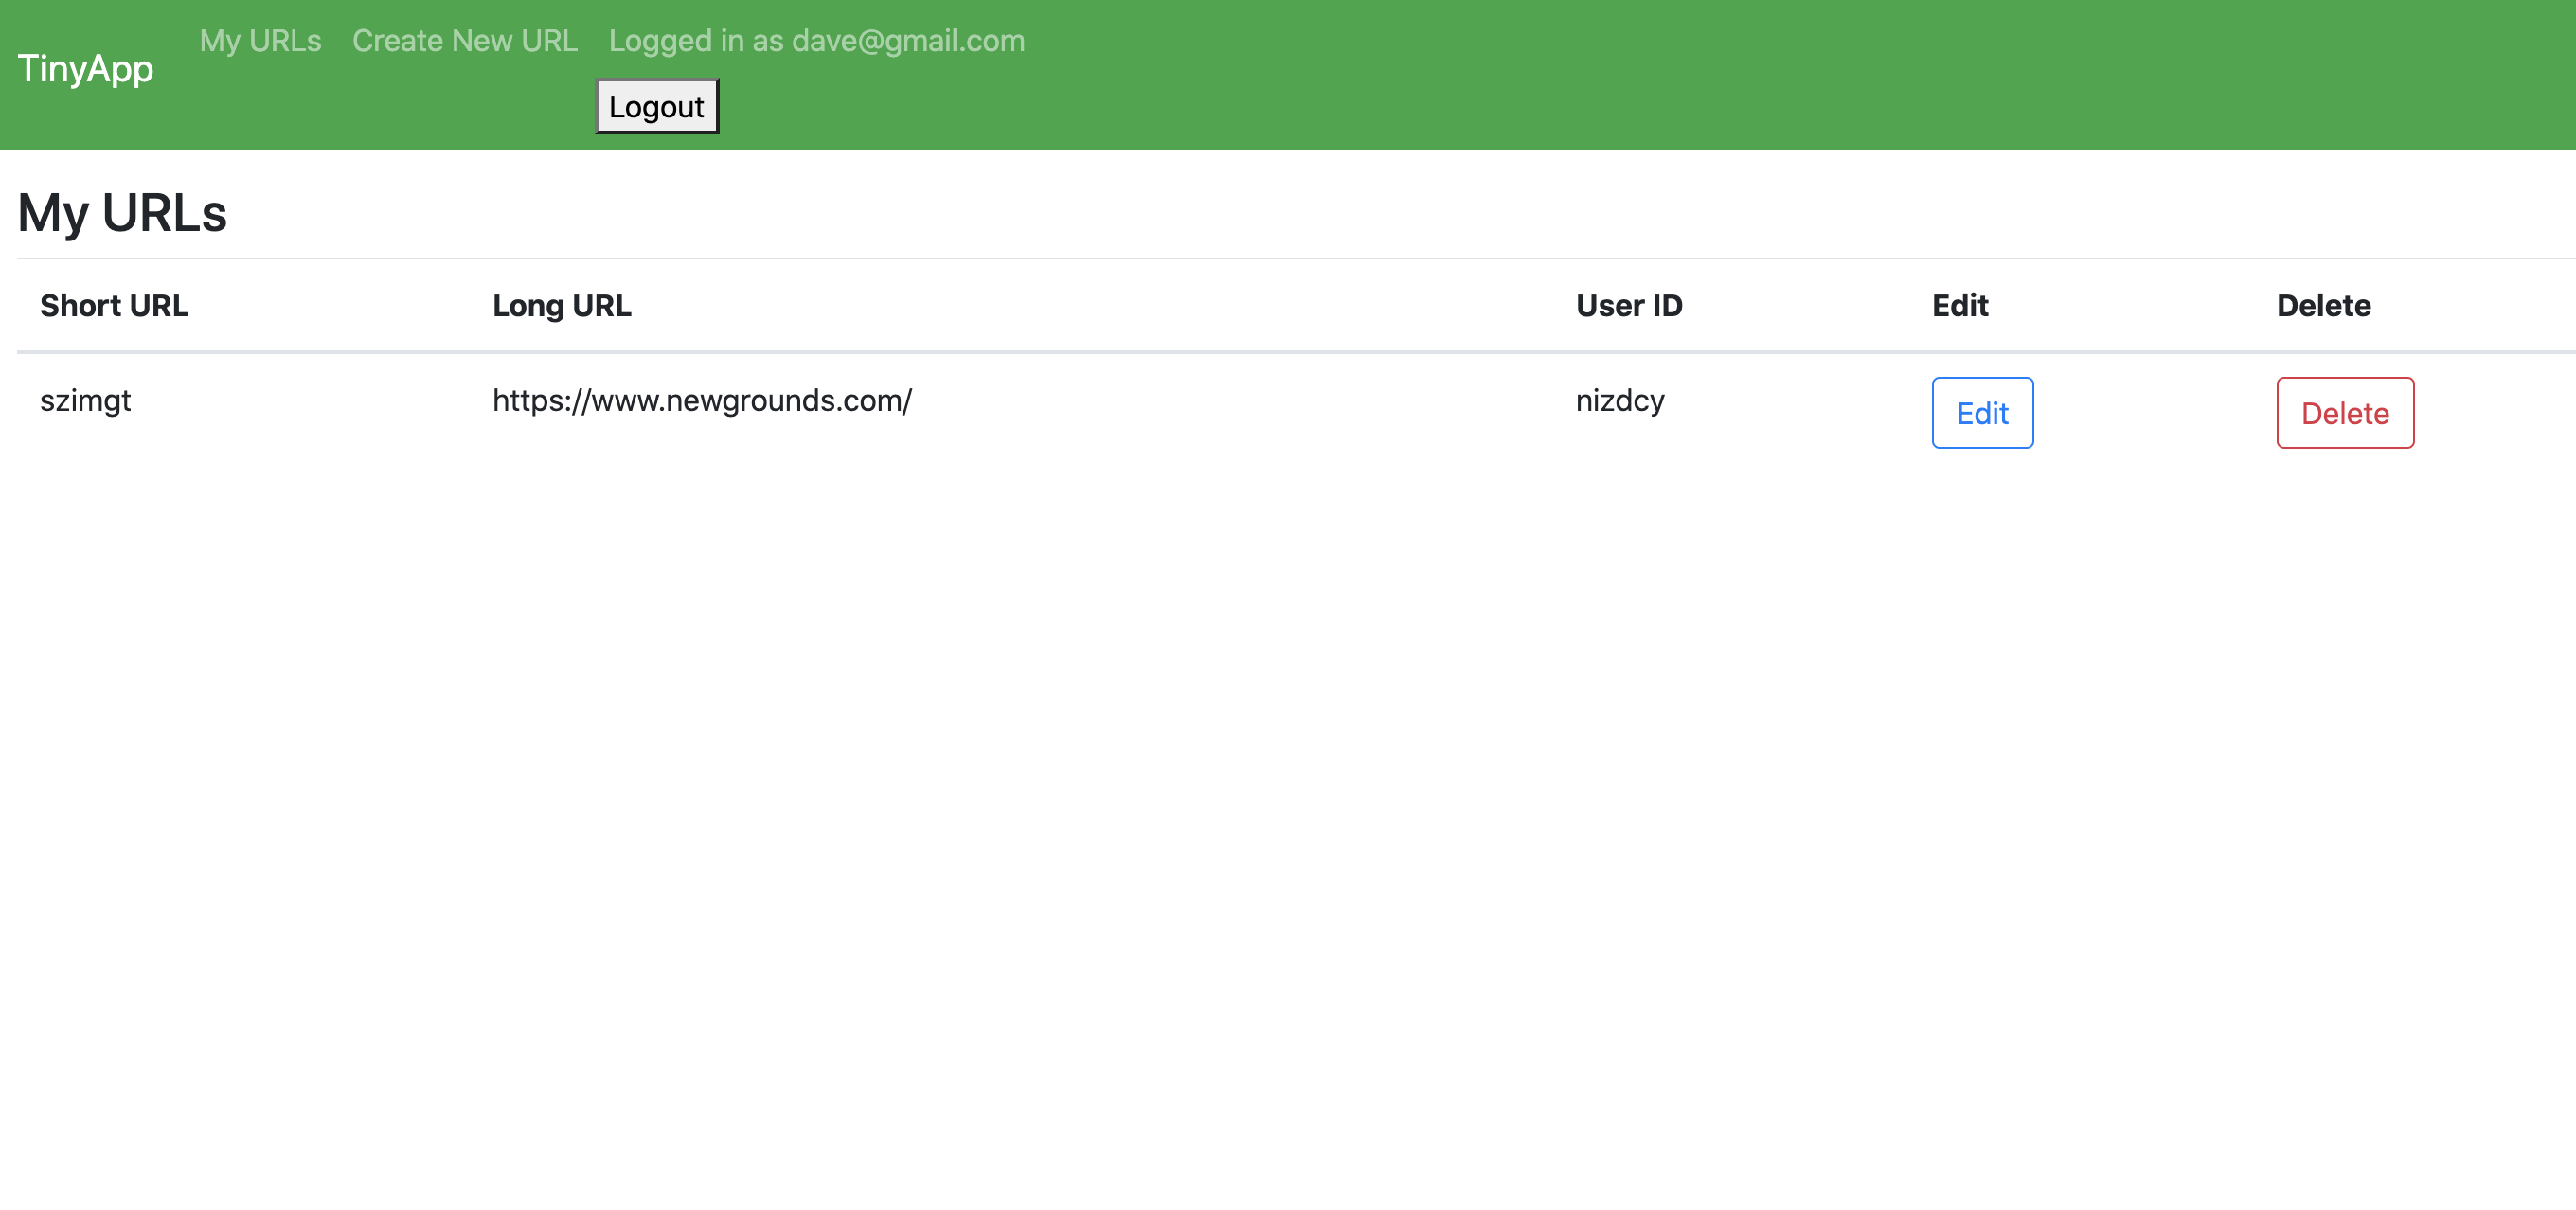 TinyApp
My URLs Create New URL Logged in as dave@gmail.com
Logout
My URLs
Short URL Long URL User ID Edit Delete
szimgt https://www.newgrounds.com/ nizdcy Edit Delete